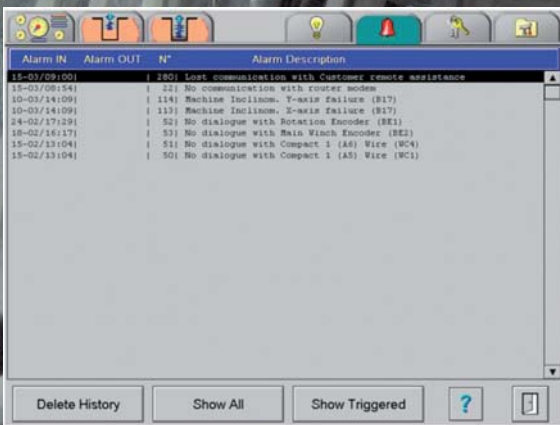 Alarm IN Alarm OUT N° Alarm Description
15-03/09:00| | 280| Lost communication with Customer remote assistance
15-03/08:54| | 22| No communication with router modem
10-03/14:09| | 114| Machine Inclinom. Y-axis failure (B17)
10-03/14:09| | 113| Machine Inclinom. X-axis failure (B17)
24-02/17:29| | 52| No dialogue with Rotation Encoder (BE1)
18-02/16:17| | 53| No dialogue with Main Winch Encoder (BE2)
15-02/13:04| | 51| No dialogue with Compact 1 (A6) Wire (WC4)
15-02/13:04| | 50| No dialogue with Compact 1 (A5) Wire (WC1)
Delete History Show All Show Triggered ?